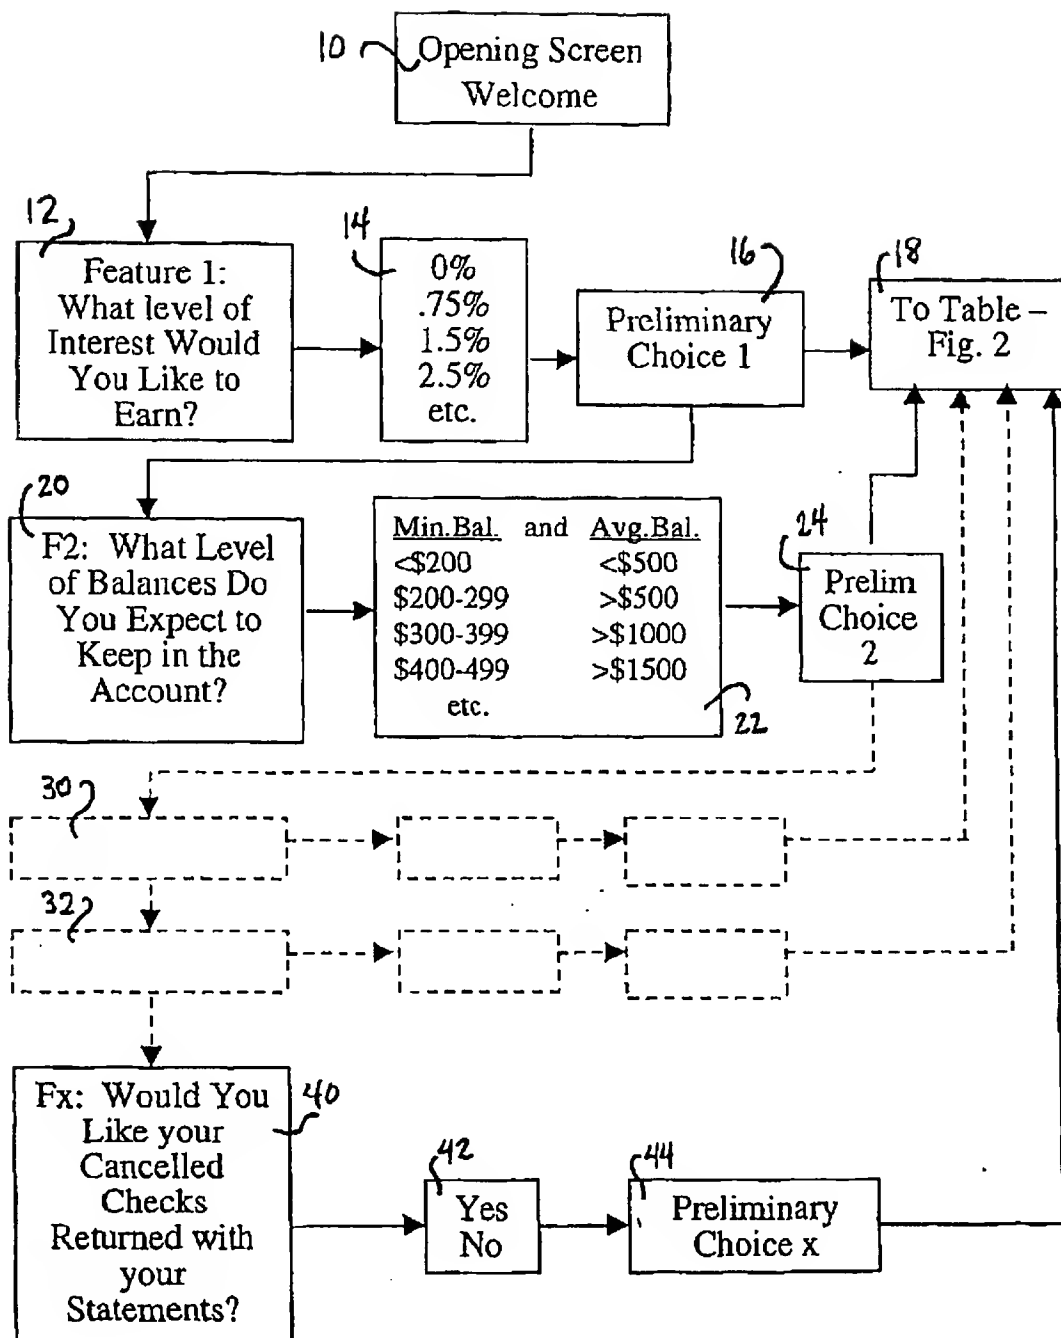 10
Opening Screen
Welcome
12
Feature 1:
What level of
Interest Would
You Like to
Earn?
14
0%
.75%
1.5%
2.5%
etc.
16
Preliminary
Choice 1
18
To Table –
Fig. 2
20
F2: What Level
of Balances Do
You Expect to
Keep in the
Account?
Min.Bal. and Avg.Bal.
<$200 <$500
$200-299 >$500
$300-399 >$1000
$400-499 >$1500
etc.
22
24
Prelim
Choice
2
30
32
Fx: Would You
Like your
Cancelled
Checks
Returned with
your
Statements?
40
42
Yes
No
44
Preliminary
Choice x